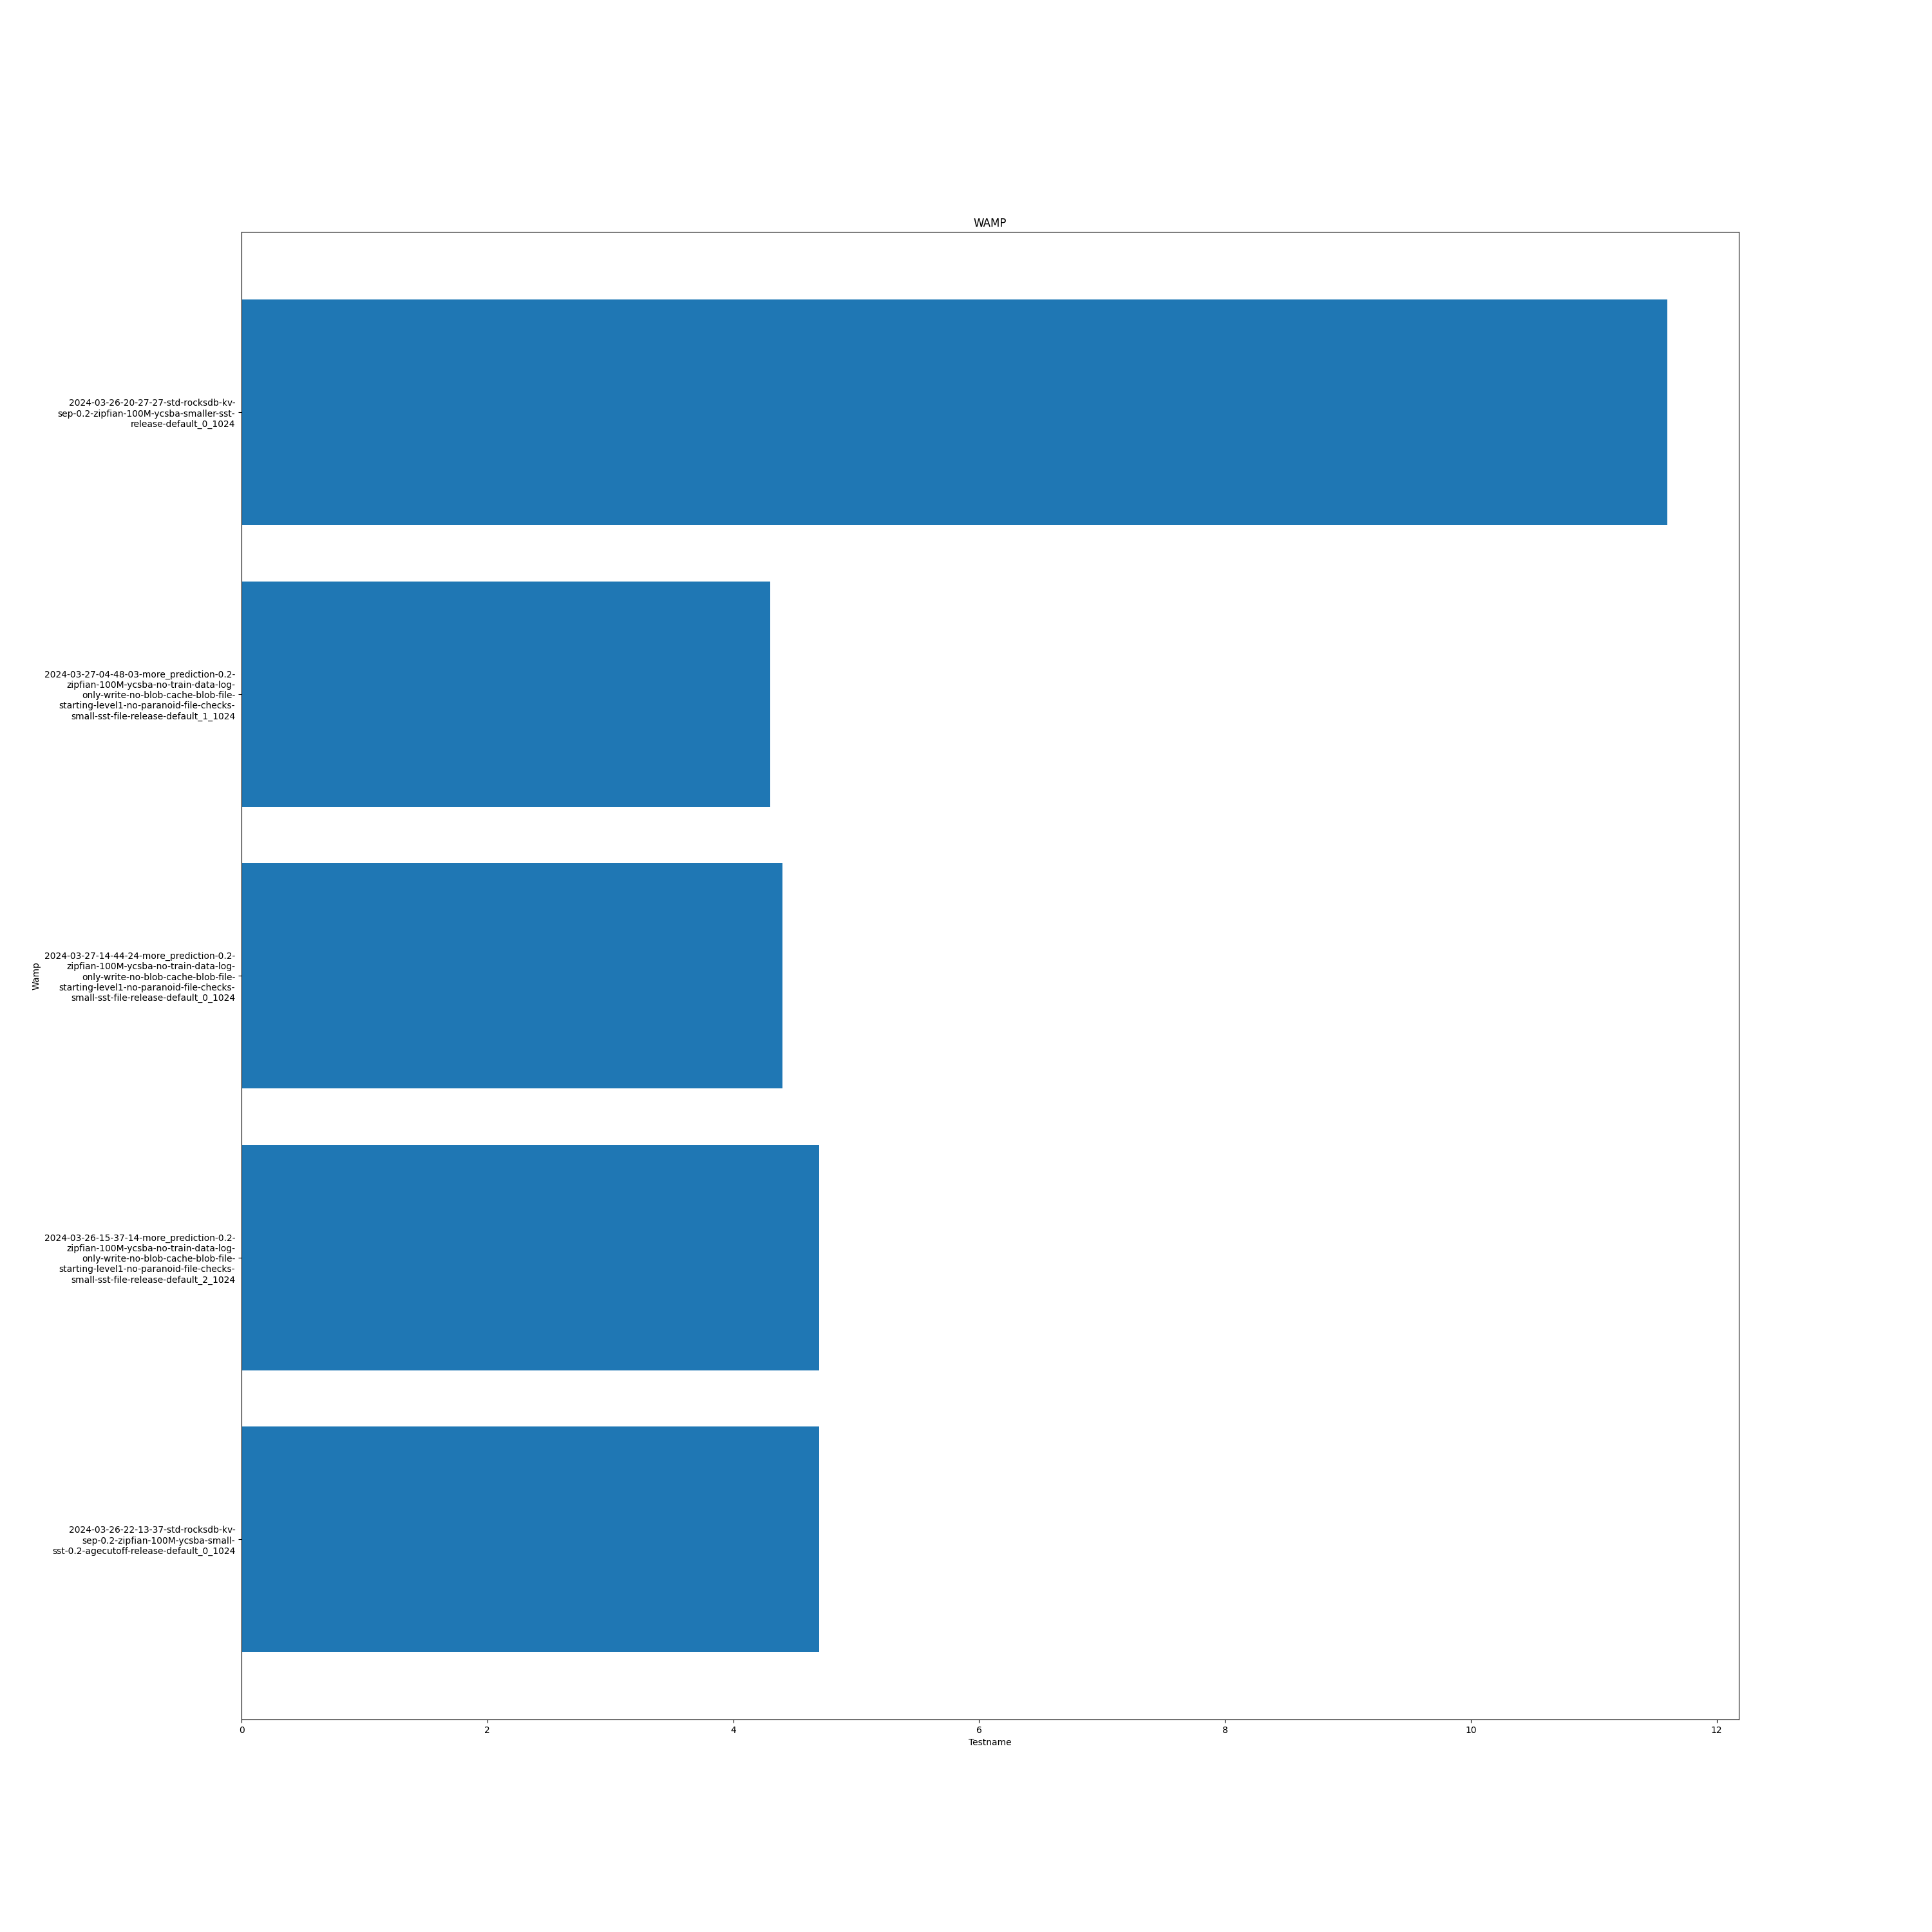 WAMP
2024-03-26-20-27-27-std-rocksdb-kv-
sep-0.2-zipfian-100M-ycsba-smaller-sst-
release-default_0_1024
2024-03-27-04-48-03-more_prediction-0.2-
zipfian-100M-ycsba-no-train-data-log-
only-write-no-blob-cache-blob-file-
starting-level1-no-paranoid-file-checks-
small-sst-file-release-default_1_1024
2024-03-27-14-44-24-more_prediction-0.2-
zipfian-100M-ycsba-no-train-data-log-
only-write-no-blob-cache-blob-file-
starting-level1-no-paranoid-file-checks-
small-sst-file-release-default_0_1024
Wamp
2024-03-26-15-37-14-more_prediction-0.2-
zipfian-100M-ycsba-no-train-data-log-
only-write-no-blob-cache-blob-file-
starting-level1-no-paranoid-file-checks-
small-sst-file-release-default_2_1024
2024-03-26-22-13-37-std-rocksdb-kv-
sep-0.2-zipfian-100M-ycsba-small-
sst-0.2-agecutoff-release-default_0_1024
0 2 4 6 8 10 12
Testname